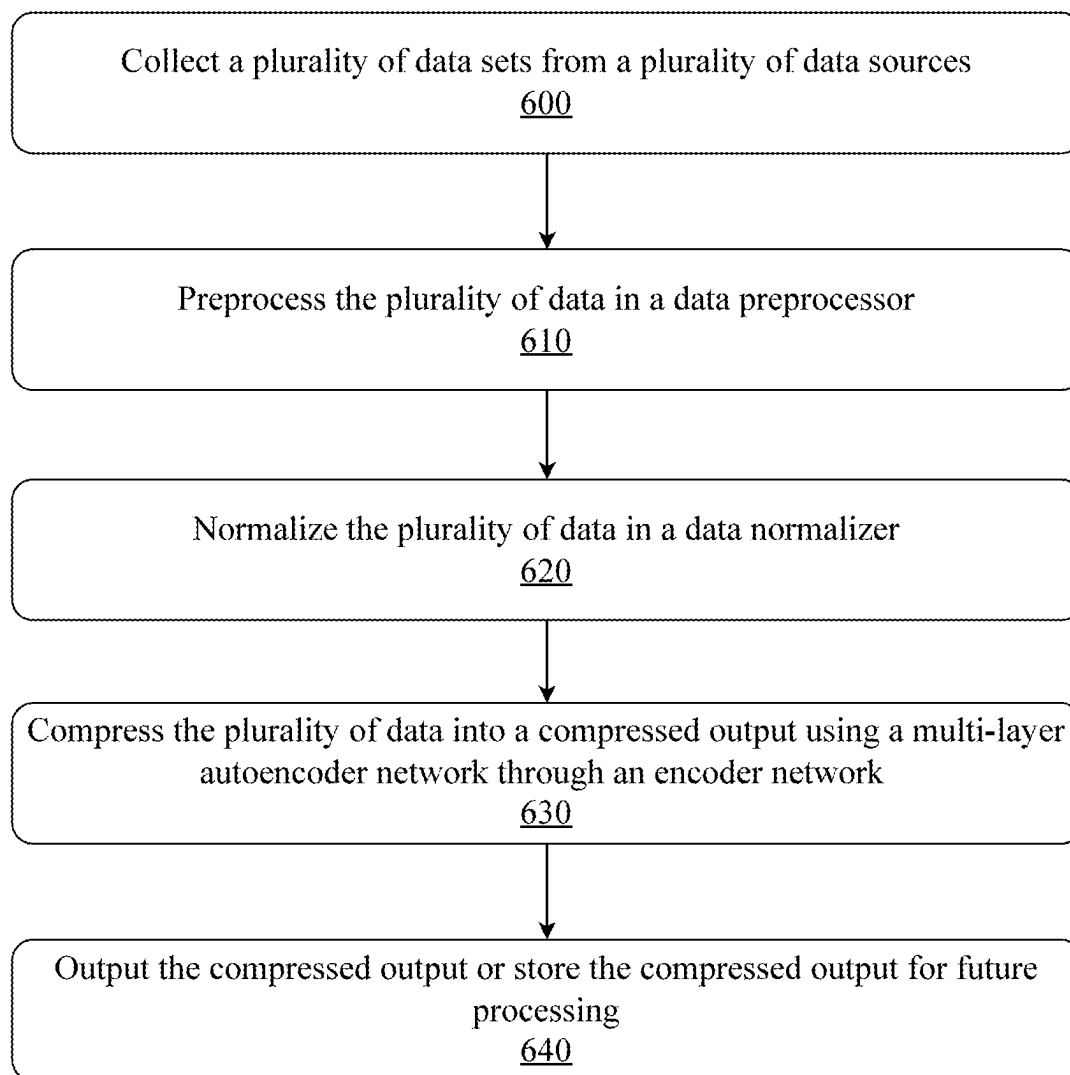 Collect a plurality of data sets from a plurality of data sources
600
Preprocess the plurality of data in a data preprocessor
610
Normalize the plurality of data in a data normalizer
620
Compress the plurality of data into a compressed output using a multi-layer
autoencoder network through an encoder network
630
Output the compressed output or store the compressed output for future
processing
640